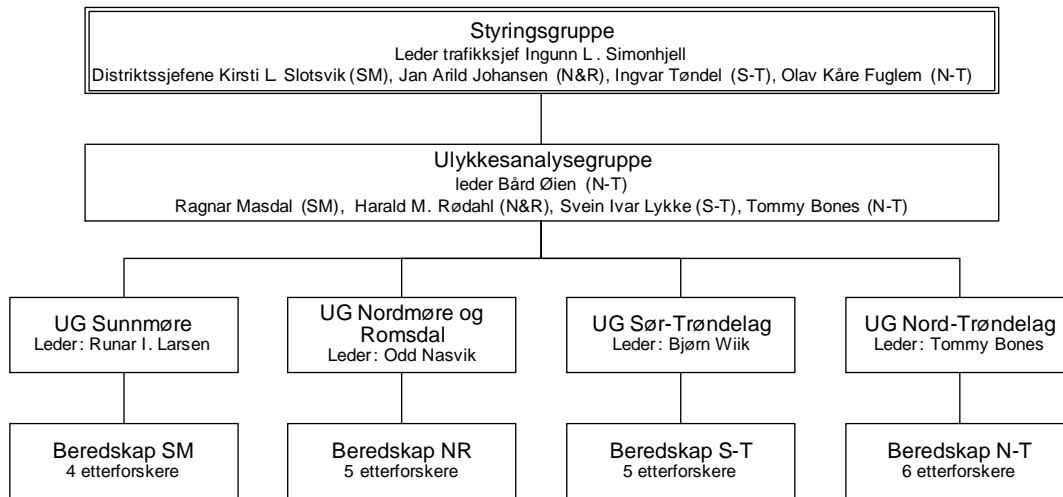 Styringsgruppe
Leder trafikksjef Ingunn L . Simonhjell
Distriktssjefene Kirsti L. Slotsvik (SM), Jan Arild Johansen (N&R), Ingvar Tøndel (S-T), Olav Kåre Fuglem (N-T)
Ulykkesanalysegruppe
leder Bård Øien (N-T)
Ragnar Masdal (SM), Harald M. Rødahl (N&R), Svein Ivar Lykke (S-T), Tommy Bones (N-T)
UG Sunnmøre
Leder: Runar I. Larsen
UG Nordmøre og
Romsdal
Leder: Odd Nasvik
UG Sør-Trøndelag
Leder: Bjørn Wiik
UG Nord-Trøndelag
Leder: Tommy Bones
Beredskap SM
4 etterforskere
Beredskap NR
5 etterforskere
Beredskap S-T
5 etterforskere
Beredskap N-T
6 etterforskere